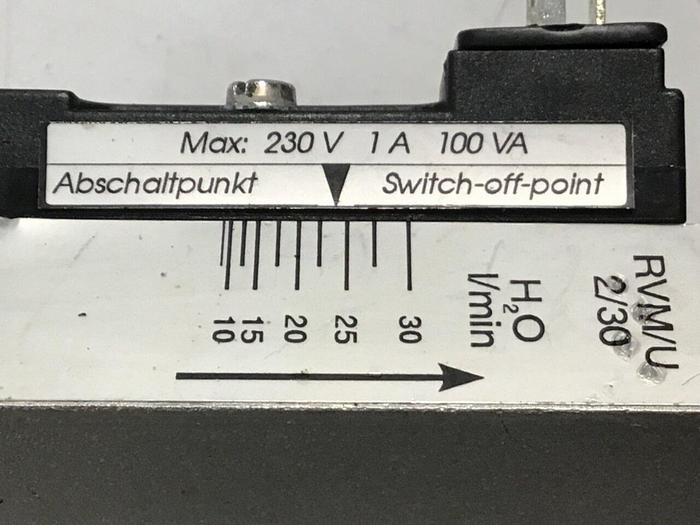 Max: 230 V 1 A 100 VA
Abschaltpunkt Switch-off-point
10 15 20 25 30
H₂O
l/min
RVM/U
2/30